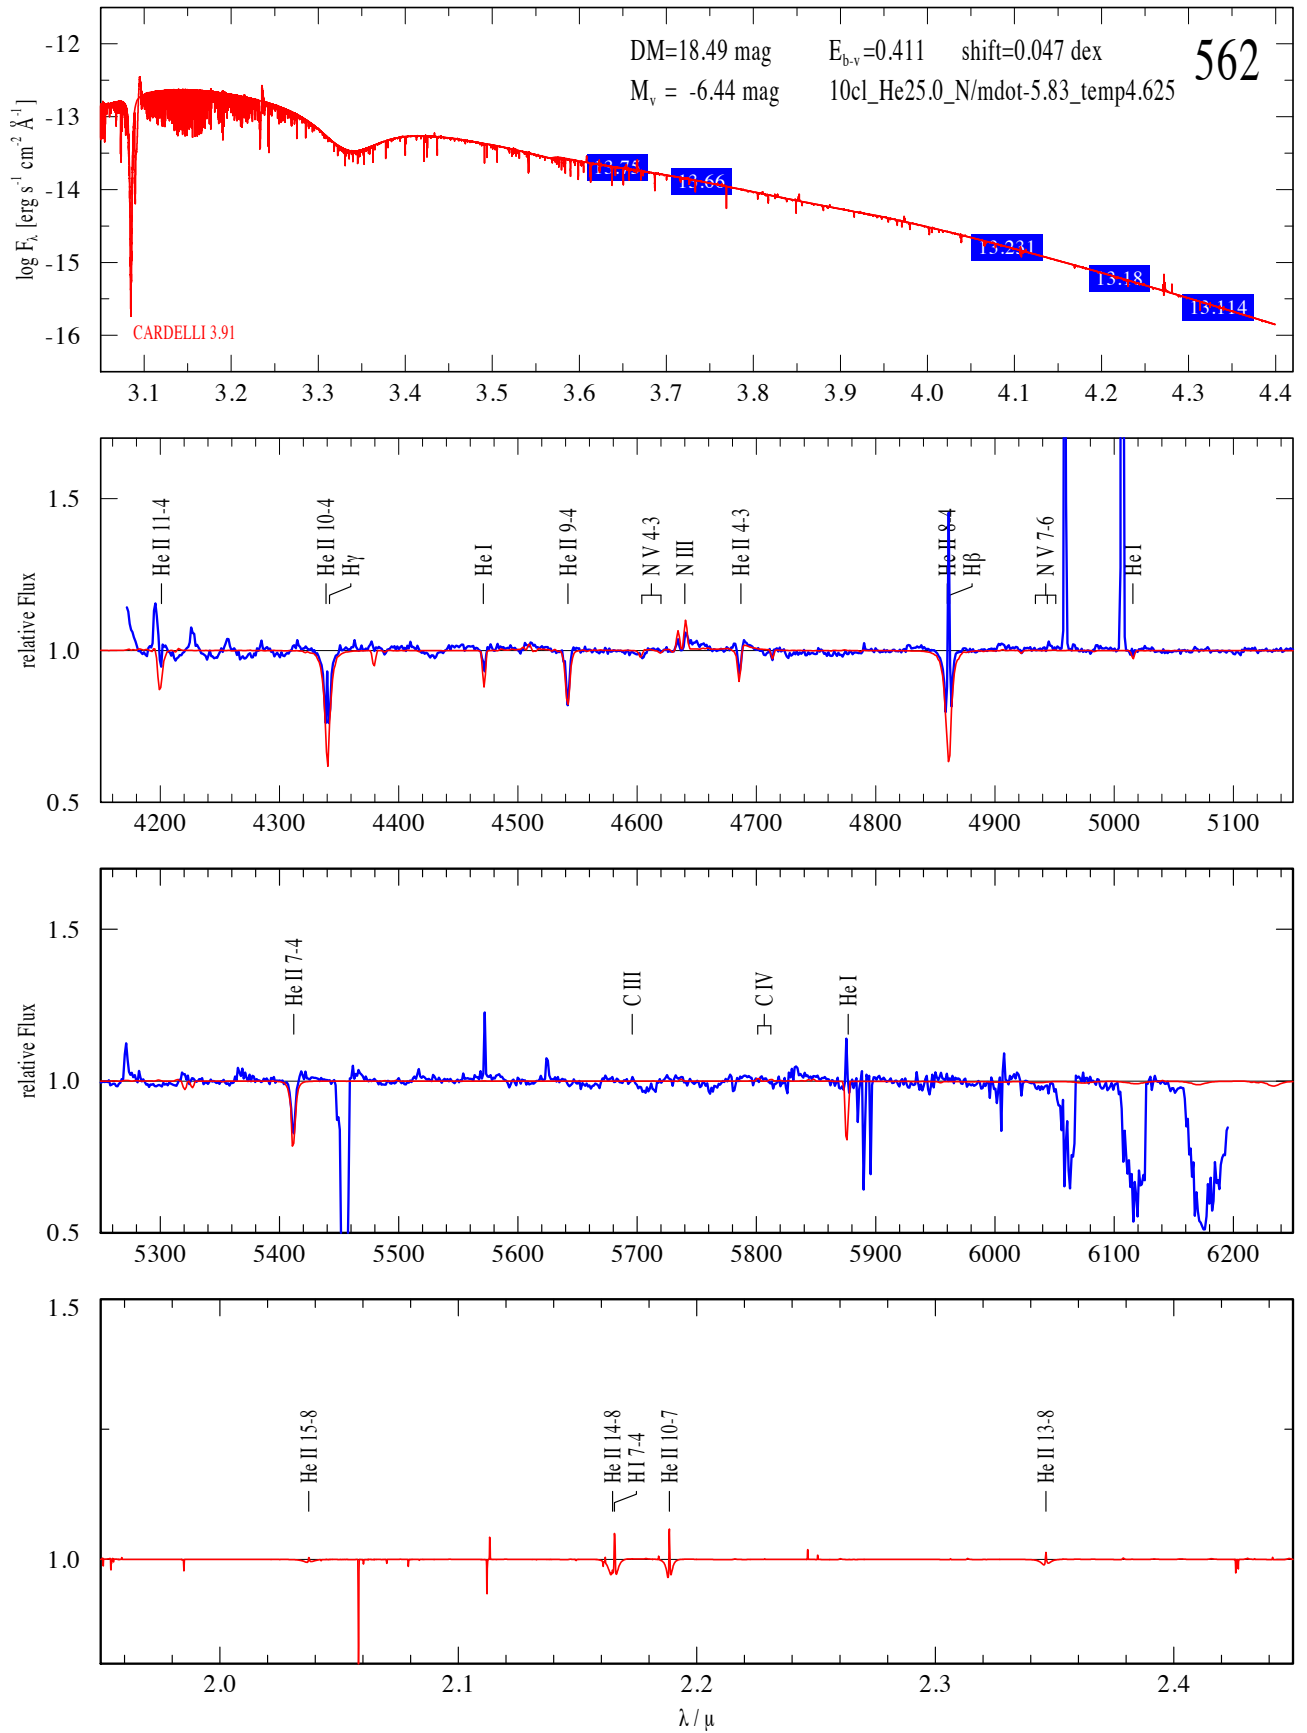 DM=18.49 mag E_b-v=0.411 shift=0.047 dex 562
M_v = -6.44 mag 10cl_He25.0_N/mdot-5.83_temp4.625
log F_λ [erg s⁻¹ cm⁻² Å⁻¹]
-12
-13
-14
-15
-16
13.75
13.66
13.231
13.18
13.114
CARDELLI 3.91
3.1 3.2 3.3 3.4 3.5 3.6 3.7 3.8 3.9 4.0 4.1 4.2 4.3 4.4
relative Flux
1.5
1.0
0.5
He II 11-4
He II 10-4
Hγ
He I
He II 9-4
N V 4-3
N III
He II 4-3
He II 8-4
Hβ
N V 7-6
He I
4200 4300 4400 4500 4600 4700 4800 4900 5000 5100
relative Flux
1.5
1.0
0.5
He II 7-4
C III
C IV
He I
5300 5400 5500 5600 5700 5800 5900 6000 6100 6200
1.5
1.0
He II 15-8
He II 14-8
H I 7-4
He II 10-7
He II 13-8
2.0 2.1 2.2 2.3 2.4
λ / μ